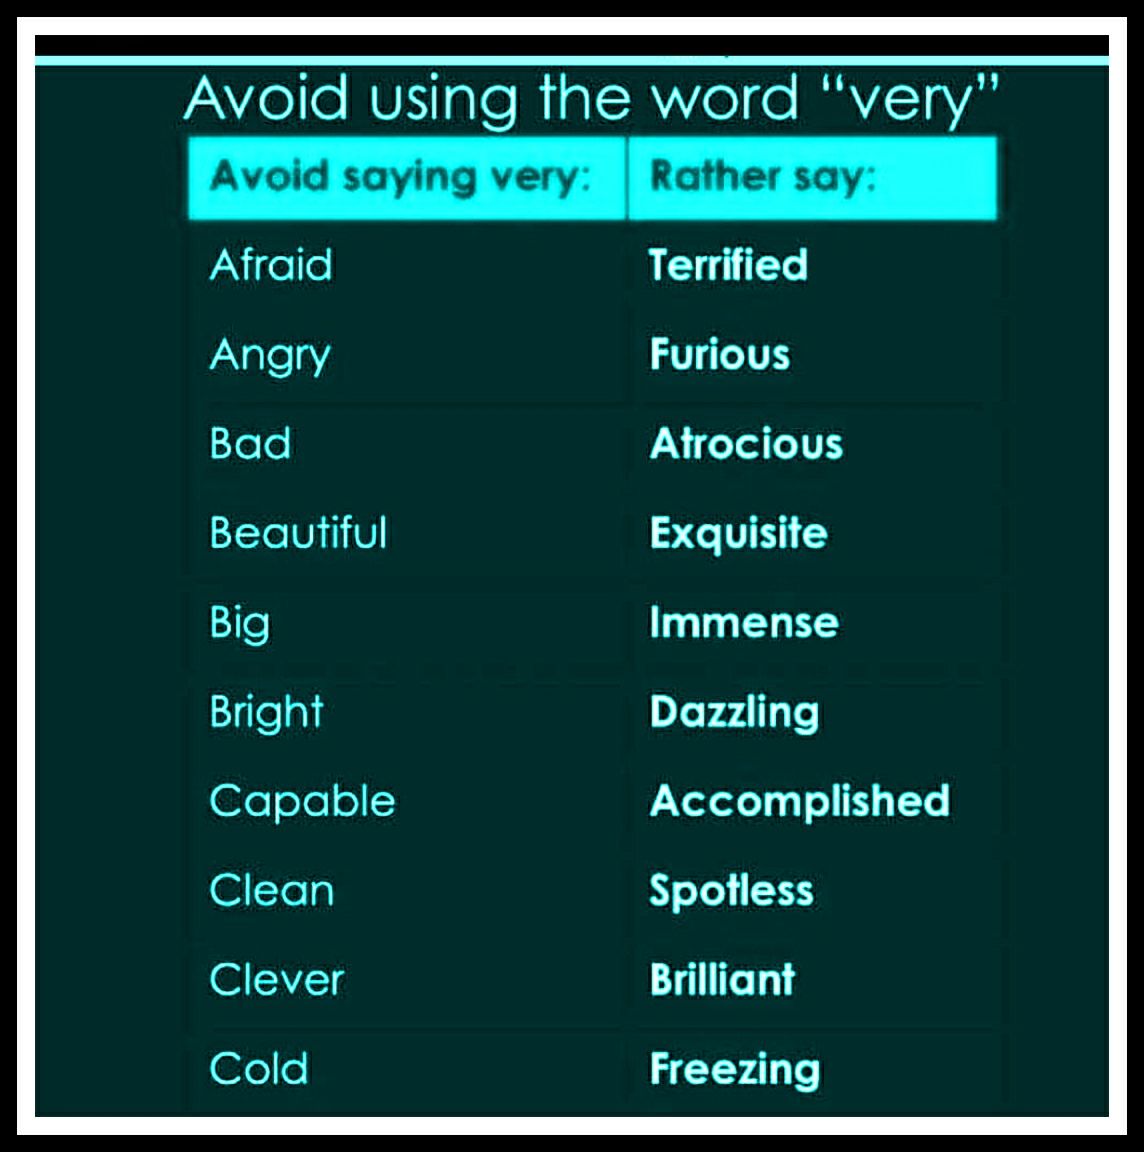 Avoid using the word “very”
Avoid saying very: Rather say:
Afraid Terrified
Angry Furious
Bad Atrocious
Beautiful Exquisite
Big Immense
Bright Dazzling
Capable Accomplished
Clean Spotless
Clever Brilliant
Cold Freezing